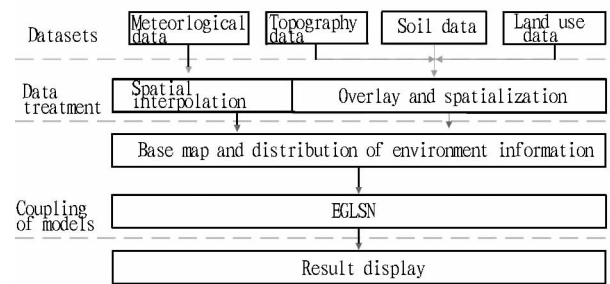 Datasets
Meteorlogical
data
Topography
data
Soil data
Land use
data
Data
treatment
Spatial
interpolation
Overlay and spatialization
Base map and distribution of environment information
Coupling
of models
EGLSN
Result display